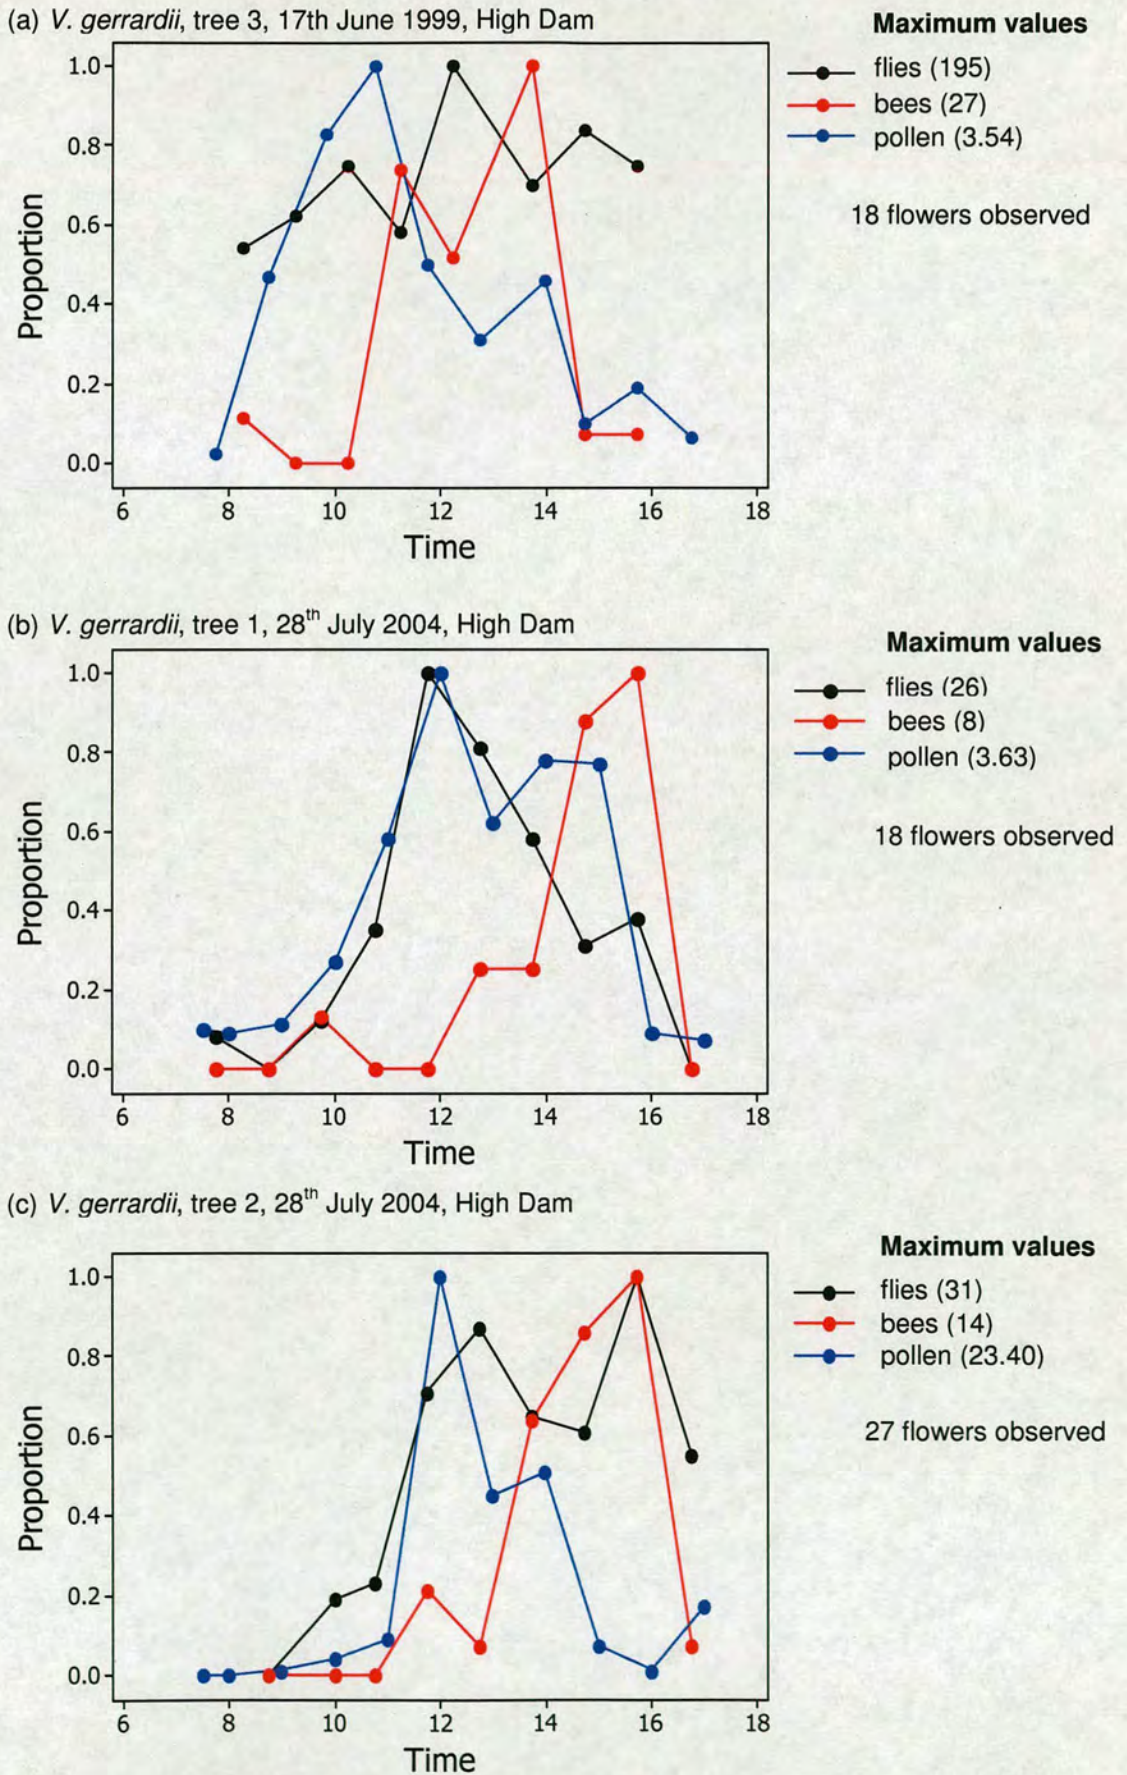 (a) V. gerrardii, tree 3, 17th June 1999, High Dam
Maximum values
flies (195)
bees (27)
pollen (3.54)
18 flowers observed
Proportion
1.0
0.8
0.6
0.4
0.2
0.0
6 8 10 12 14 16 18
Time
(b) V. gerrardii, tree 1, 28th July 2004, High Dam
Maximum values
flies (26)
bees (8)
pollen (3.63)
18 flowers observed
Proportion
1.0
0.8
0.6
0.4
0.2
0.0
6 8 10 12 14 16 18
Time
(c) V. gerrardii, tree 2, 28th July 2004, High Dam
Maximum values
flies (31)
bees (14)
pollen (23.40)
27 flowers observed
Proportion
1.0
0.8
0.6
0.4
0.2
0.0
6 8 10 12 14 16 18
Time